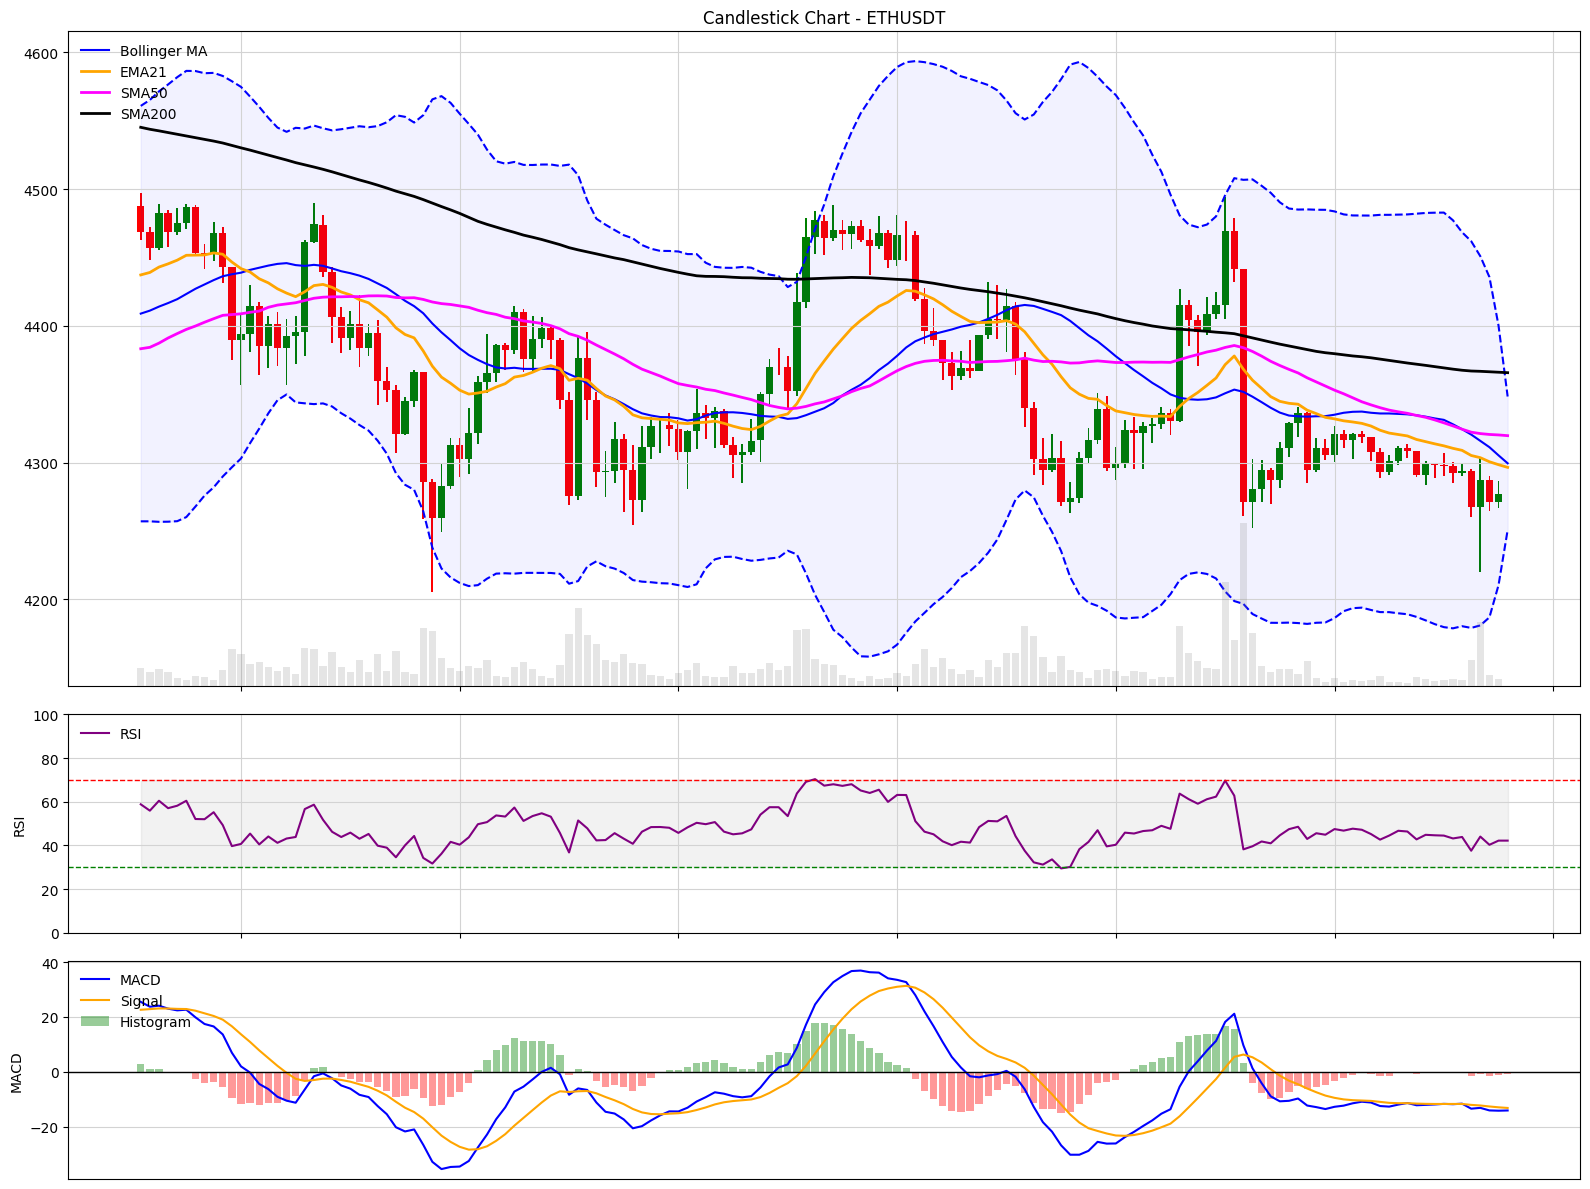 Candlestick Chart - ETHUSDT
4600
4500
4400
4300
4200
Bollinger MA
EMA21
SMA50
SMA200
100
80
60
40
20
0
RSI
RSI
40
20
0
−20
MACD
MACD
Signal
Histogram